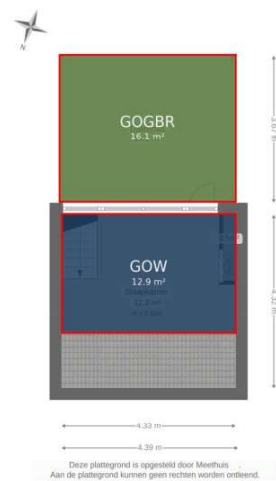 N
GOGBR
16.1 m²
GOW
12.9 m²
4.33 m
4.39 m
Deze plattegrond is opgesteld door Meethuis .
Aan de plattegrond kunnen geen rechten worden ontleend.